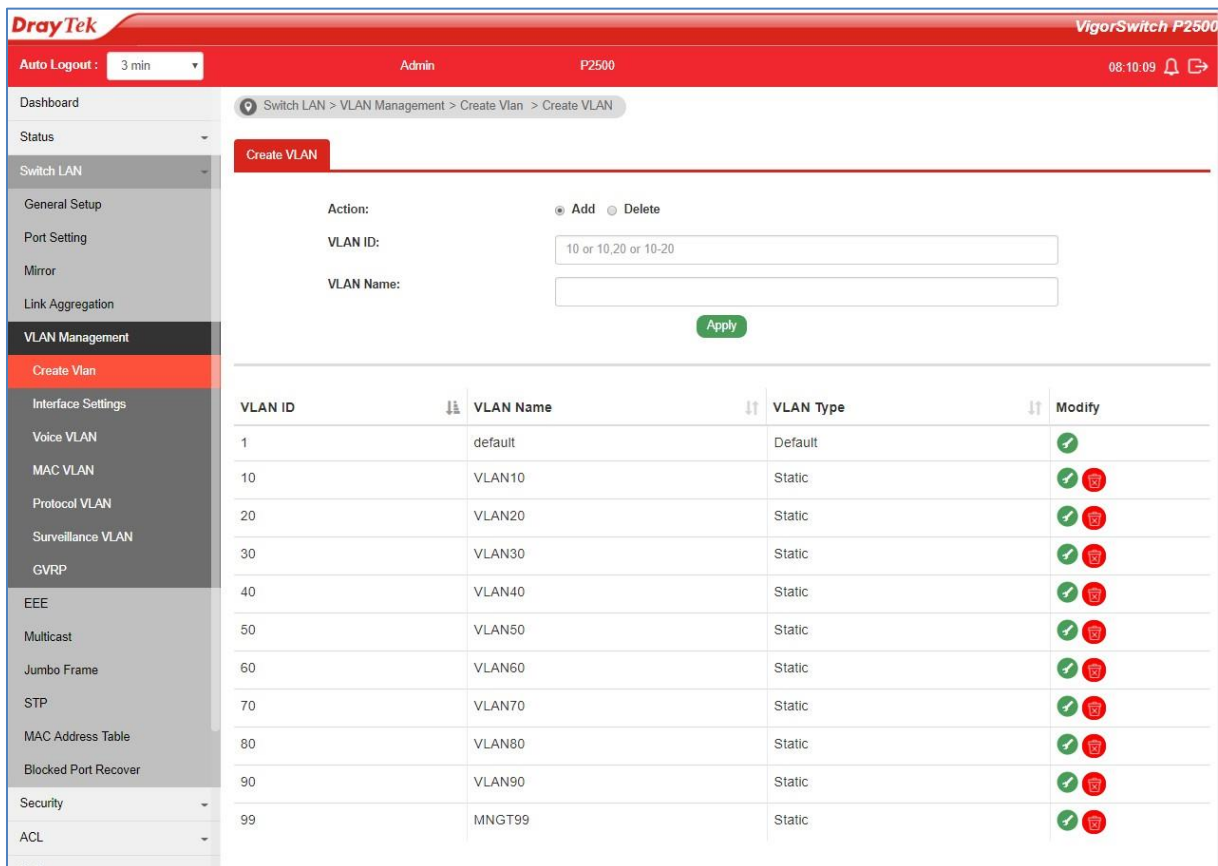 DrayTek
VigorSwitch P2500
Auto Logout : 3 min Admin P2500 08:10:09
Dashboard
Status
Switch LAN
General Setup
Port Setting
Mirror
Link Aggregation
VLAN Management
Create Vlan
Interface Settings
Voice VLAN
MAC VLAN
Protocol VLAN
Surveillance VLAN
GVRP
EEE
Multicast
Jumbo Frame
STP
MAC Address Table
Blocked Port Recover
Security
ACL
Switch LAN > VLAN Management > Create Vlan > Create VLAN
Create VLAN
Action: Add Delete
VLAN ID: 10 or 10,20 or 10-20
VLAN Name:
Apply
VLAN ID VLAN Name VLAN Type Modify
1 default Default
10 VLAN10 Static
20 VLAN20 Static
30 VLAN30 Static
40 VLAN40 Static
50 VLAN50 Static
60 VLAN60 Static
70 VLAN70 Static
80 VLAN80 Static
90 VLAN90 Static
99 MNGT99 Static